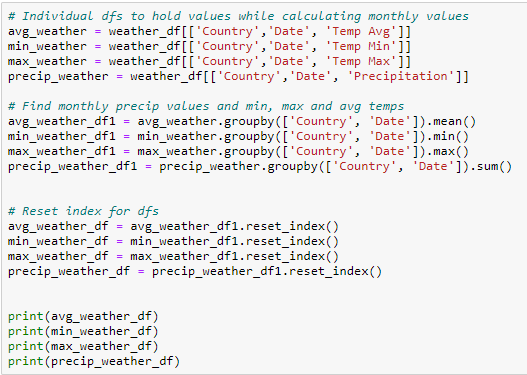 # Individual dfs to hold values while calculating monthly values
avg_weather = weather_df[['Country','Date', 'Temp Avg']]
min_weather = weather_df[['Country','Date', 'Temp Min']]
max_weather = weather_df[['Country','Date', 'Temp Max']]
precip_weather = weather_df[['Country','Date', 'Precipitation']]
# Find monthly precip values and min, max and avg temps
avg_weather_df1 = avg_weather.groupby(['Country', 'Date']).mean()
min_weather_df1 = min_weather.groupby(['Country', 'Date']).min()
max_weather_df1 = max_weather.groupby(['Country', 'Date']).max()
precip_weather_df1 = precip_weather.groupby(['Country', 'Date']).sum()
# Reset index for dfs
avg_weather_df = avg_weather_df1.reset_index()
min_weather_df = min_weather_df1.reset_index()
max_weather_df = max_weather_df1.reset_index()
precip_weather_df = precip_weather_df1.reset_index()
print(avg_weather_df)
print(min_weather_df)
print(max_weather_df)
print(precip_weather_df)